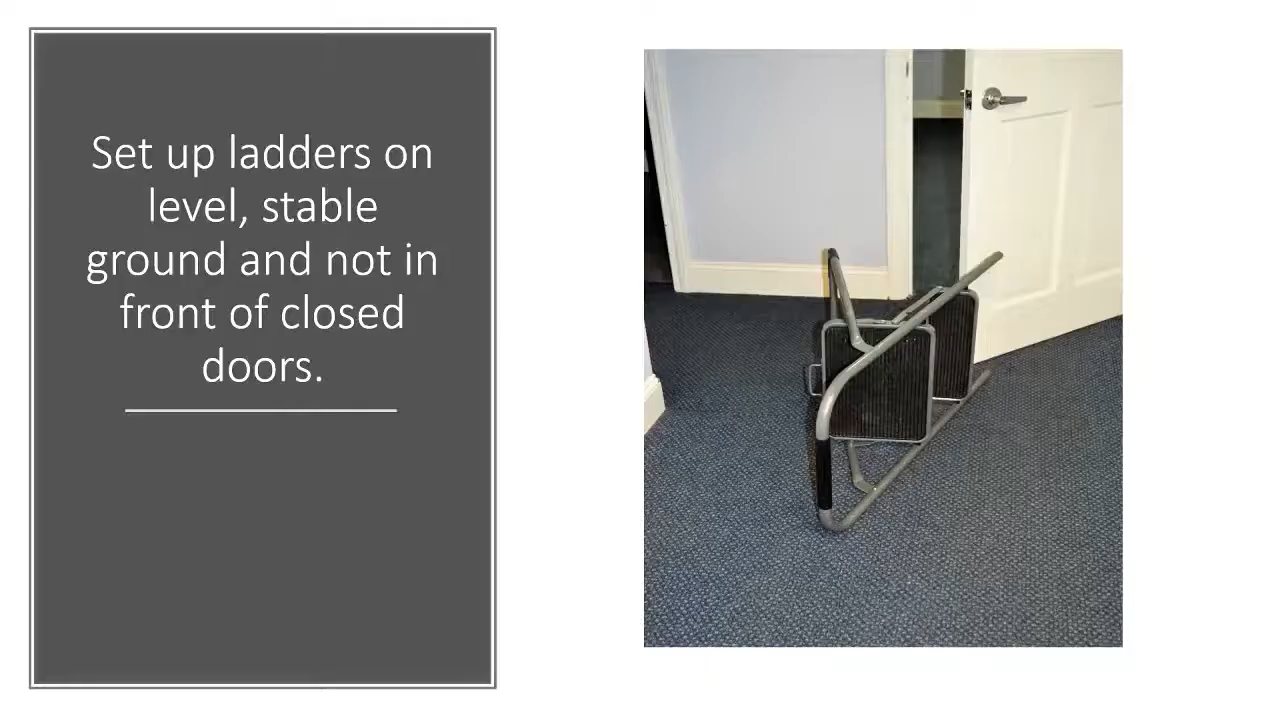 Set up ladders on
level, stable
ground and not in
front of closed
doors.